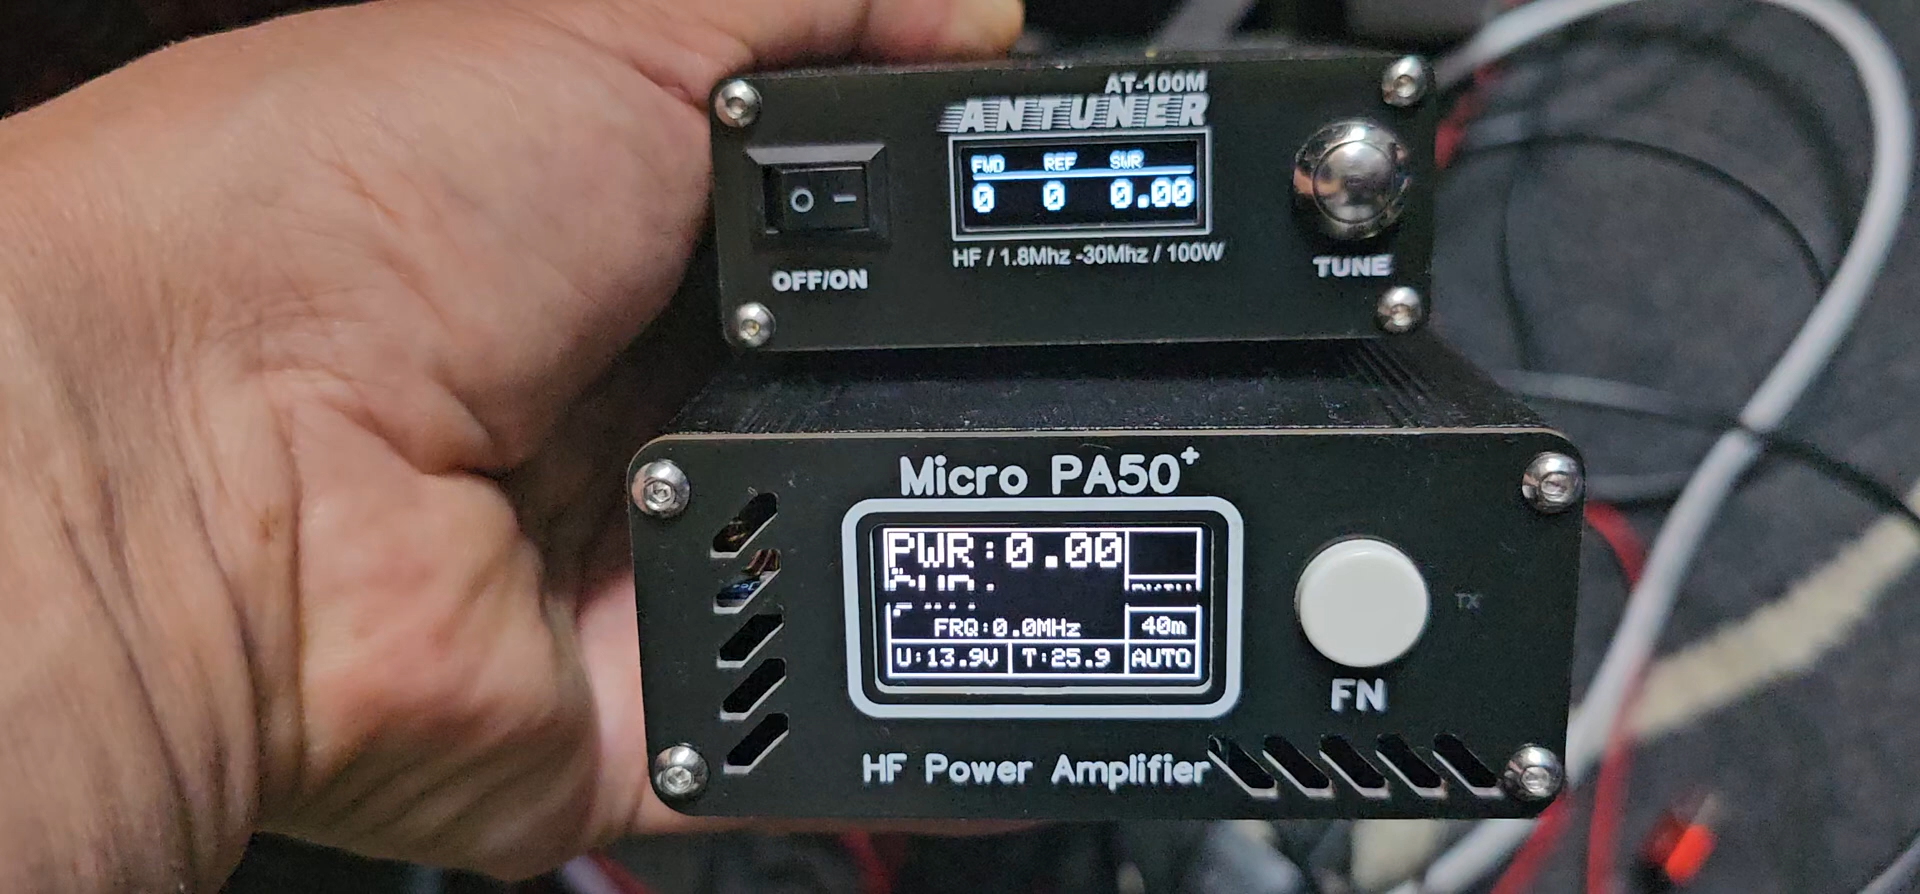 AT-100M
ANTUNER
FWD REF SWR
0 0 0.00
O –
OFF/ON
HF / 1.8Mhz -30Mhz / 100W
TUNE
Micro PA50+
PWR:0.00
FRQ:0.0MHz 40m
U:13.9V T:25.9 AUTO
TX
FN
HF Power Amplifier